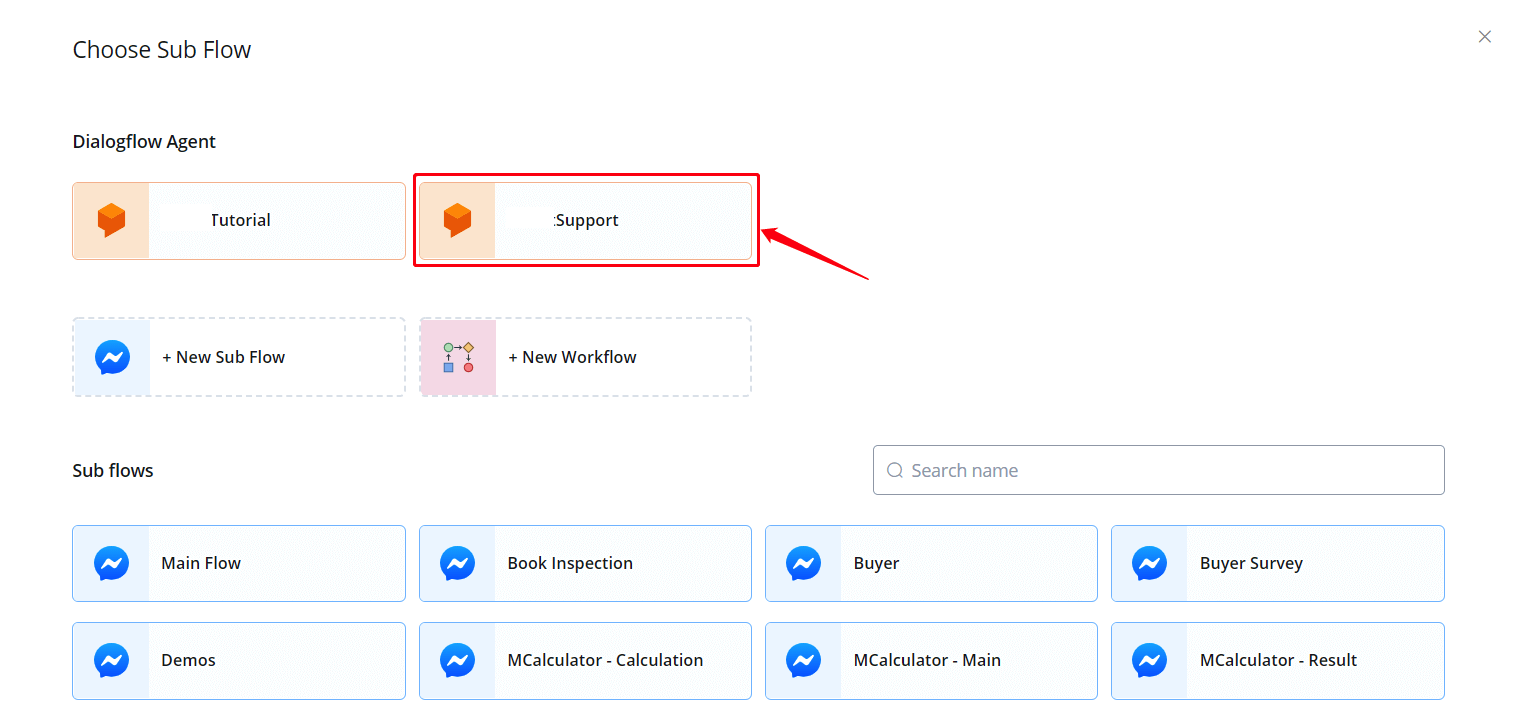 Choose Sub Flow
Dialogflow Agent
Tutorial
Support
+ New Sub Flow
+ New Workflow
Sub flows
Search name
Main Flow
Book Inspection
Buyer
Buyer Survey
Demos
MCalculator - Calculation
MCalculator - Main
MCalculator - Result